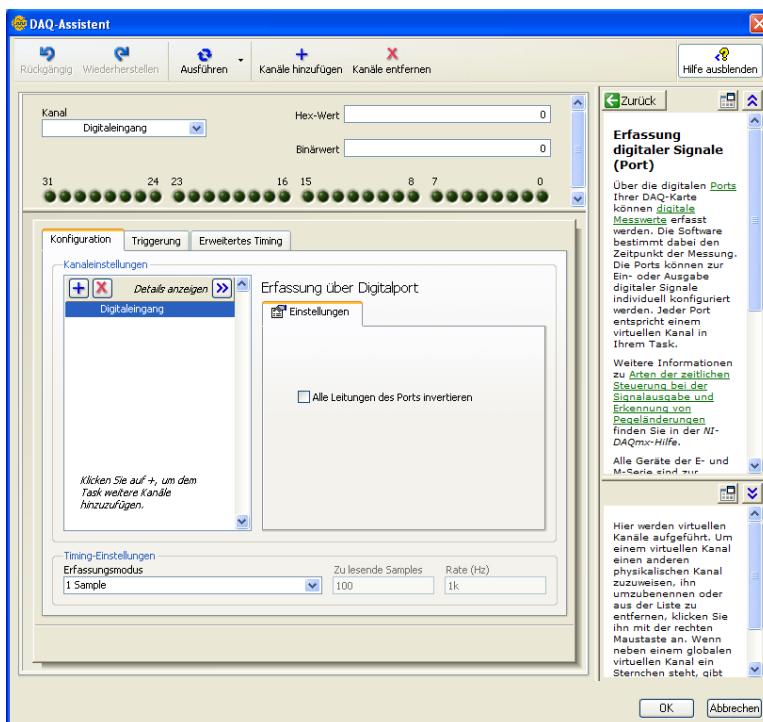 DAQ-Assistent
Rückgängig Wiederherstellen Ausführen Kanäle hinzufügen Kanäle entfernen Hilfe ausblenden
Kanal
Digitaleingang
Hex-Wert 0
Binärwert 0
31 24 23 16 15 8 7 0
Konfiguration Triggerung Erweitertes Timing
Kanaleinstellungen
Details anzeigen
Digitaleingang
Klicken Sie auf +, um dem
Task weitere Kanäle
hinzuzufügen.
Erfassung über Digitalport
Einstellungen
Alle Leitungen des Ports invertieren
Timing-Einstellungen
Erfassungsmodus Zu lesende Samples Rate (Hz)
1 Sample 100 1k
Zurück
Erfassung
digitaler Signale
(Port)
Über die digitalen Ports
Ihrer DAQ-Karte
können digitale
Messwerte erfasst
werden. Die Software
bestimmt dabei den
Zeitpunkt der Messung.
Die Ports können zur
Ein- oder Ausgabe
digitaler Signale
individuell konfiguriert
werden. Jeder Port
entspricht einem
virtuellen Kanal in
Ihrem Task.
Weitere Informationen
zu Arten der zeitlichen
Steuerung bei der
Signalausgabe und
Erkennung von
Pegeländerungen
finden Sie in der NI-
DAQmx-Hilfe.
Alle Geräte der E- und
M-Serie sind zur
Hier werden virtuellen
Kanäle aufgeführt. Um
einem virtuellen Kanal
einen anderen
physikalischen Kanal
zuzuweisen, ihn
umzubenennen oder
aus der Liste zu
entfernen, klicken Sie
ihn mit der rechten
Maustaste an. Wenn
neben einem globalen
virtuellen Kanal ein
Sternchen steht, gibt
OK Abbrechen